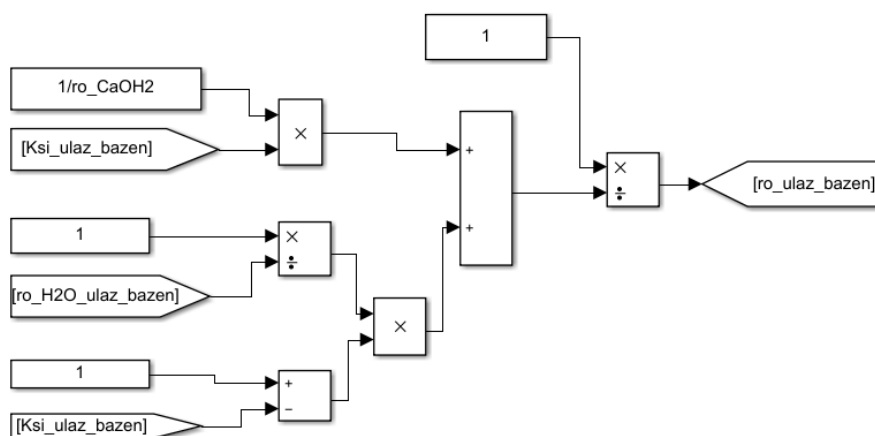 1
1/ro_CaOH2
×
[Ksi_ulaz_bazen]
+
×
÷
[ro_ulaz_bazen]
1
×
÷
+
[ro_H2O_ulaz_bazen]
×
1
+
−
[Ksi_ulaz_bazen]